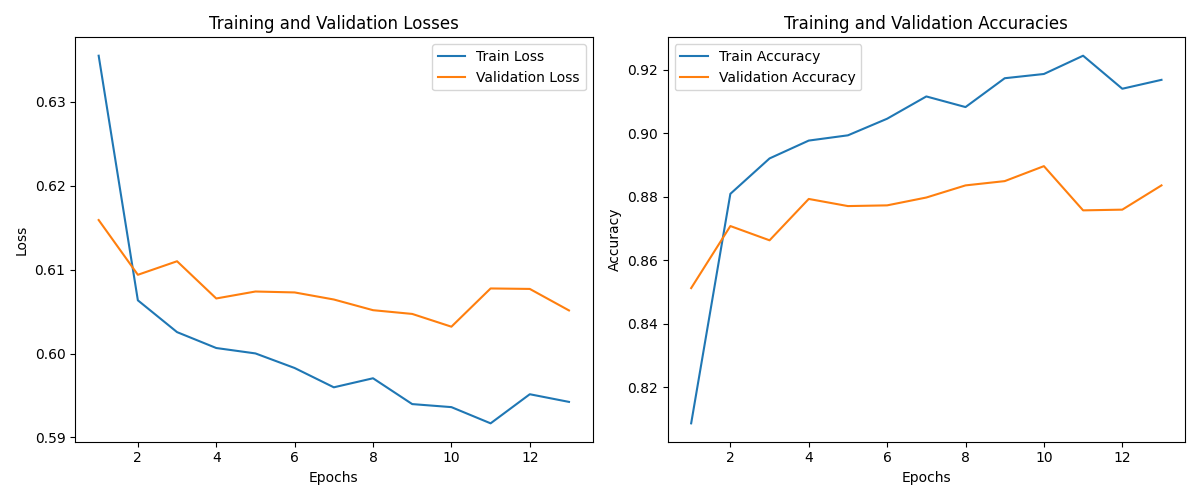 Training and Validation Losses
Train Loss
Validation Loss
0.63
0.62
0.61
0.60
0.59
Loss
2 4 6 8 10 12
Epochs
Training and Validation Accuracies
Train Accuracy
Validation Accuracy
0.92
0.90
0.88
0.86
0.84
0.82
Accuracy
2 4 6 8 10 12
Epochs